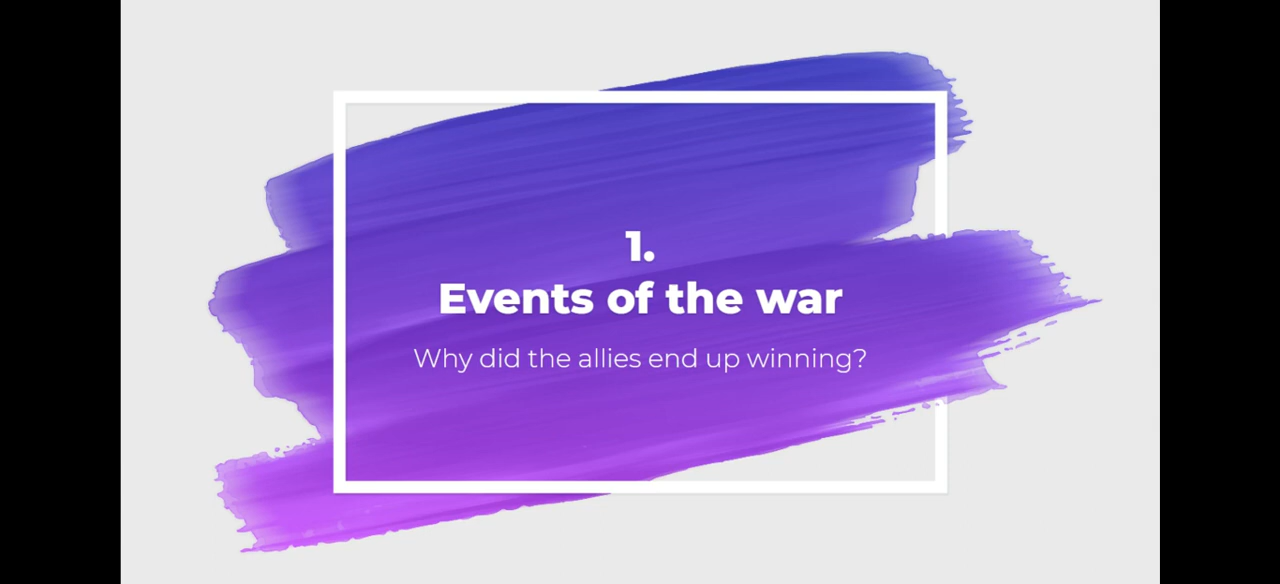 1.
Events of the war
Why did the allies end up winning?